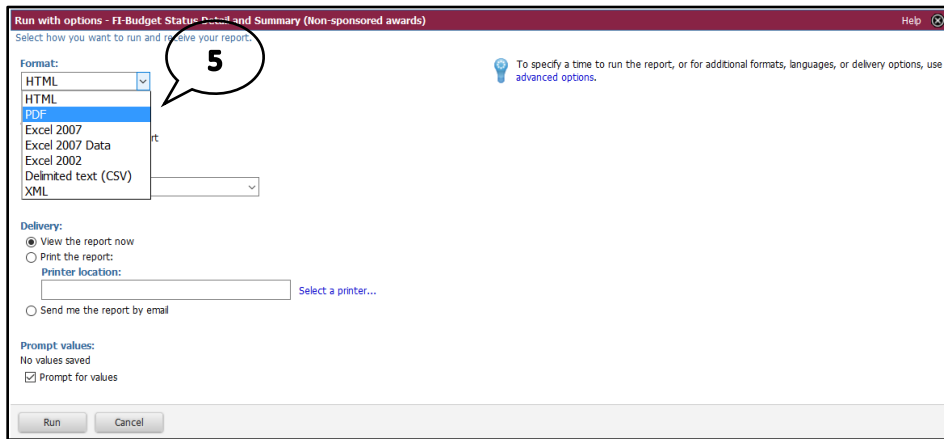 Run with options - FI-Budget Status Detail and Summary (Non-sponsored awards) Help
Select how you want to run and receive your report.
5
Format:
HTML
HTML
PDF
Excel 2007
Excel 2007 Data
Excel 2002
Delimited text (CSV)
XML
rt
To specify a time to run the report, or for additional formats, languages, or delivery options, use
advanced options.
Delivery:
View the report now
Print the report:
Printer location:
Select a printer...
Send me the report by email
Prompt values:
No values saved
Prompt for values
Run Cancel